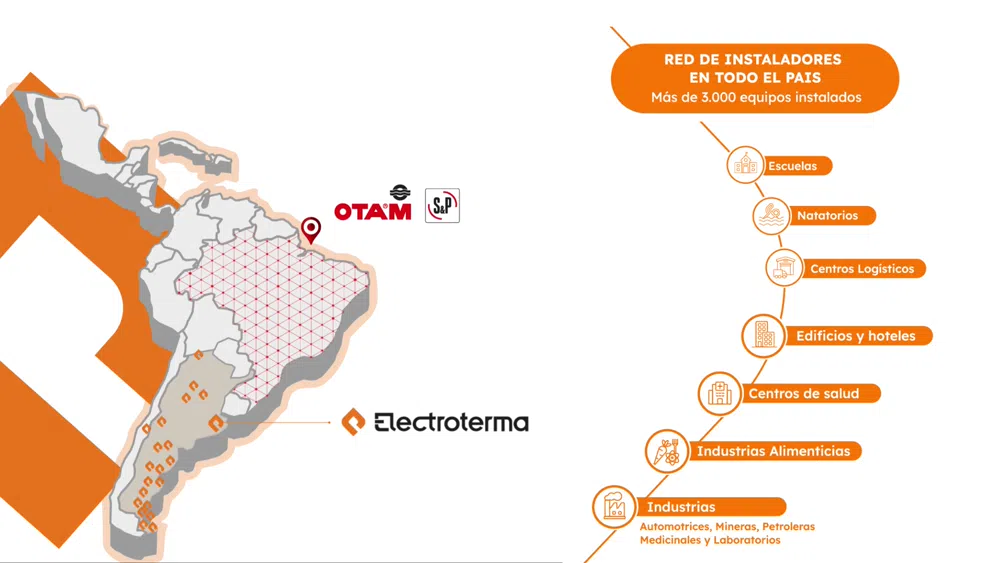 RED DE INSTALADORES
EN TODO EL PAIS
Más de 3.000 equipos instalados
Escuelas
Natatorios
OTAM®
S&P
Centros Logísticos
Edificios y hoteles
Centros de salud
Electroterma
Industrias Alimenticias
Industrias
Automotrices, Mineras, Petroleras
Medicinales y Laboratorios